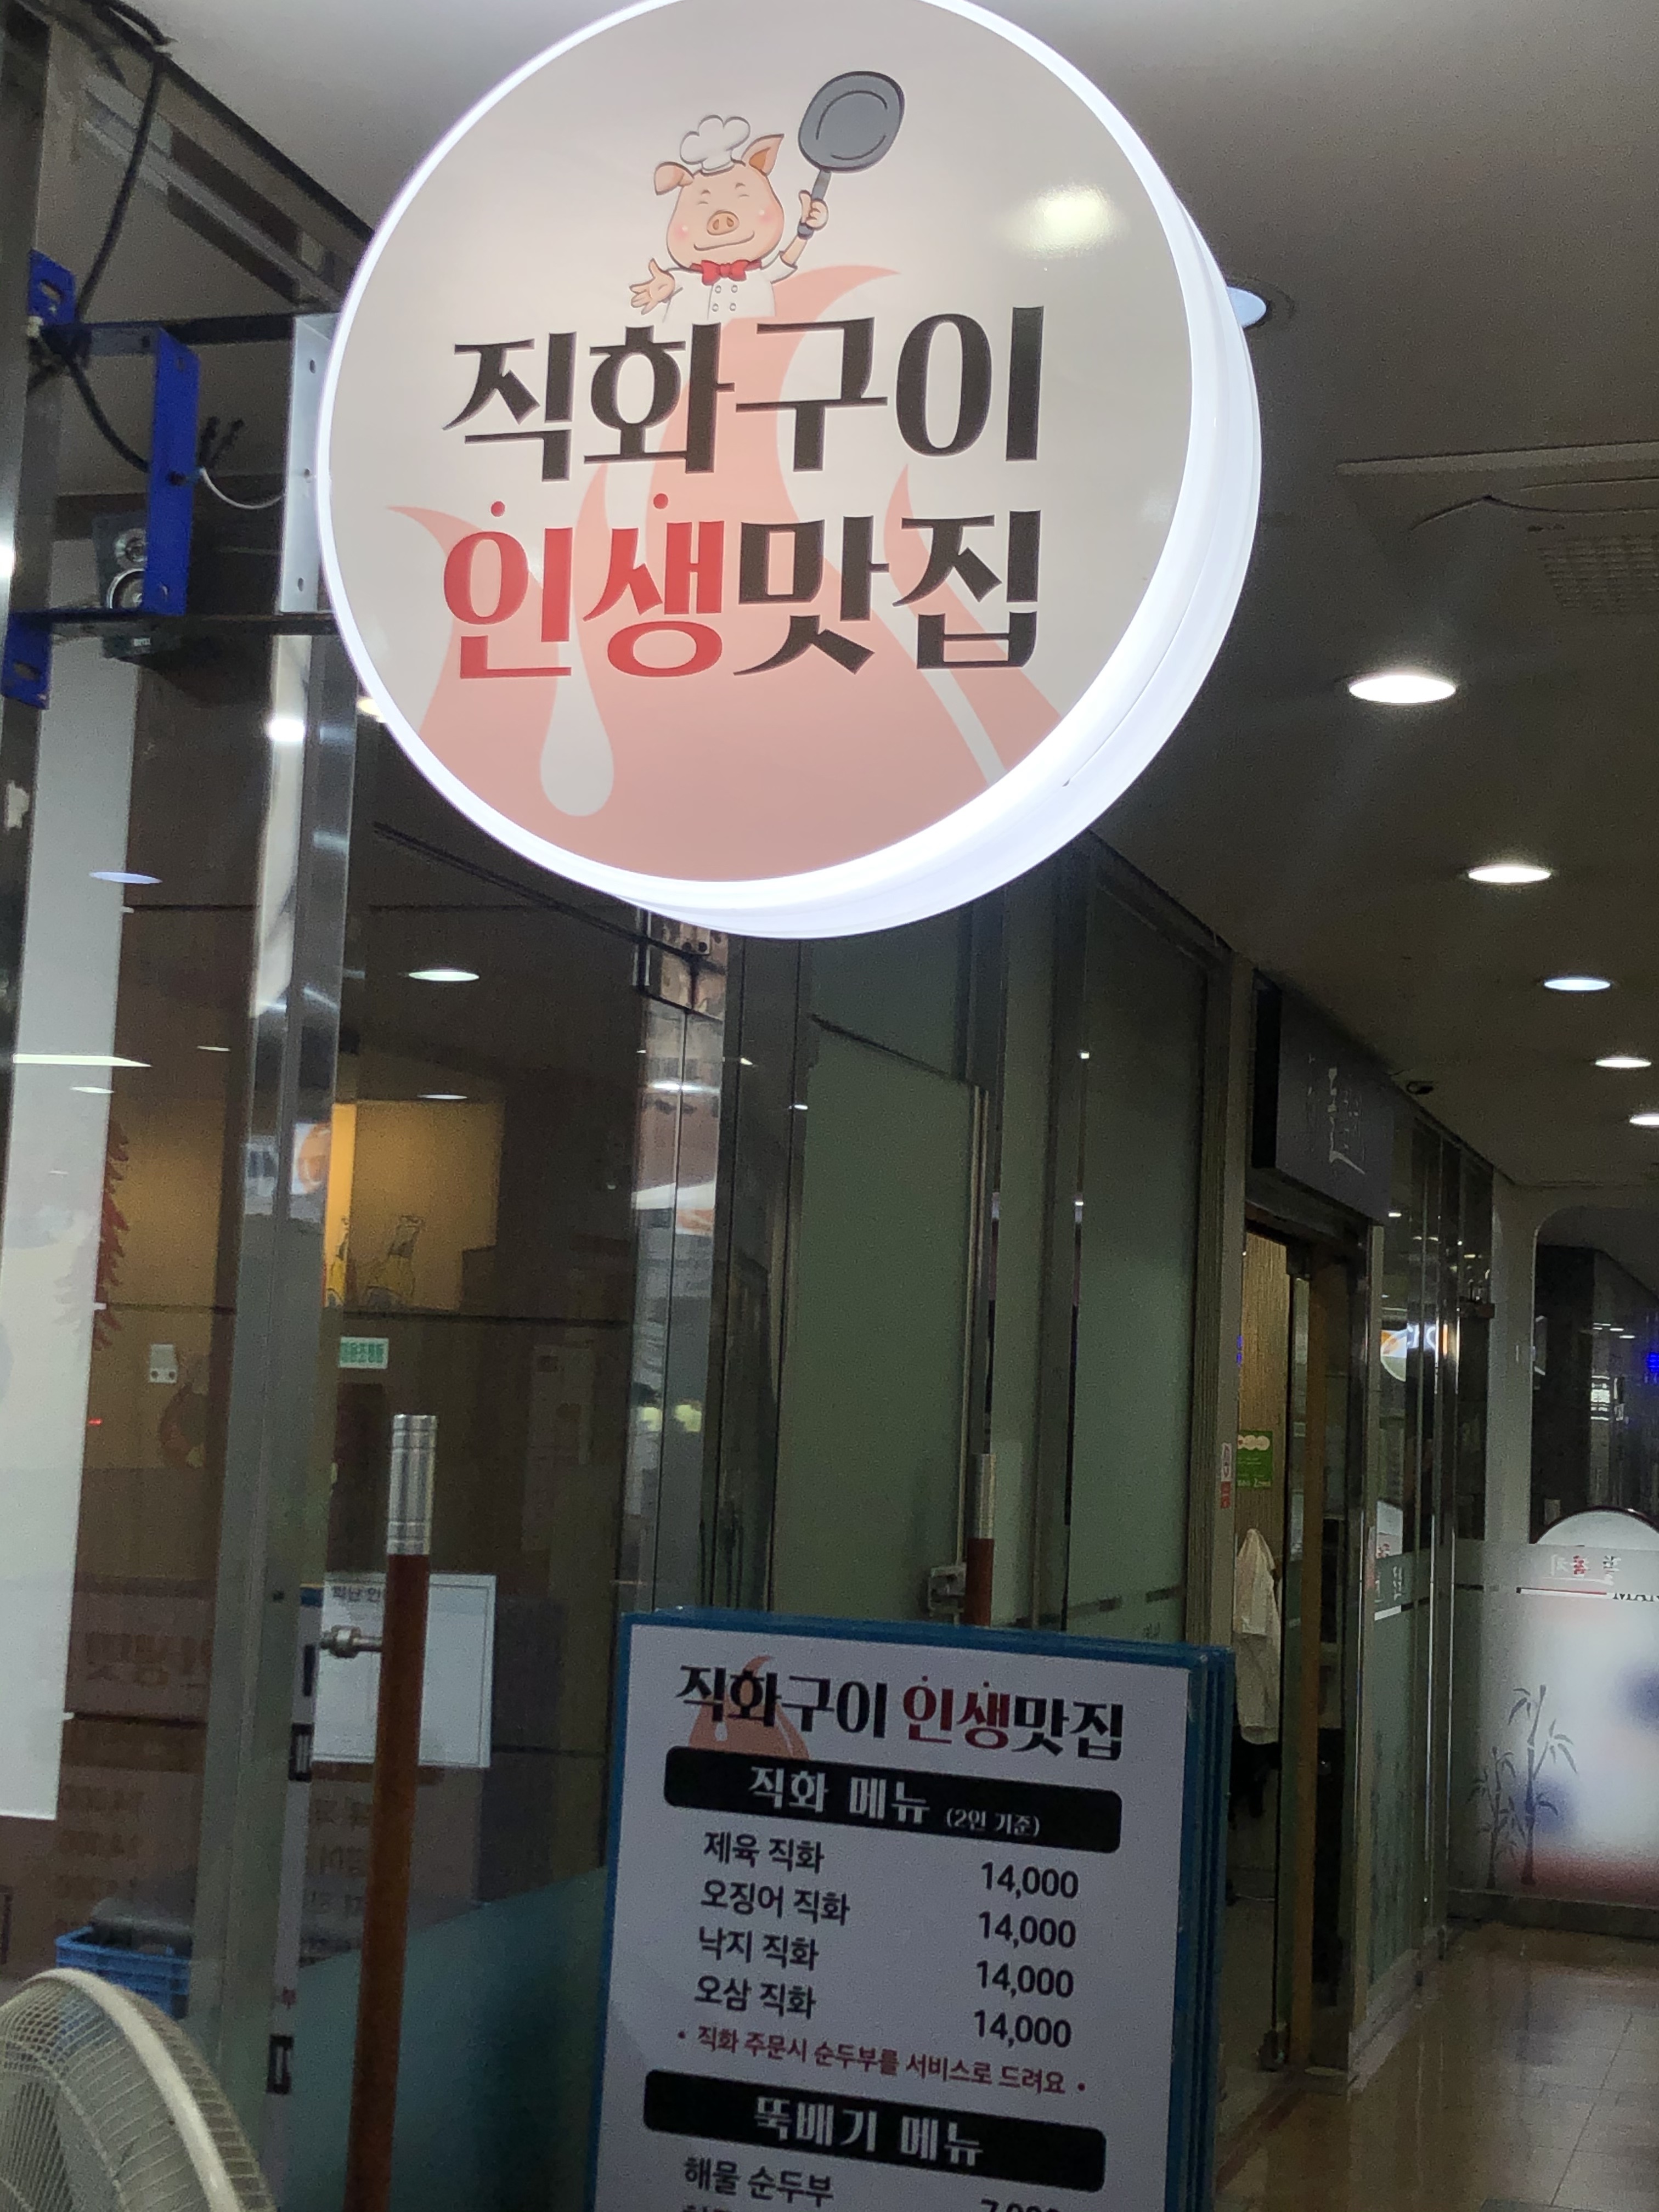 직화구이
인생맛집
직화구이 인생맛집
직화 메뉴 (2인 기준)
제육 직화 14,000
오징어 직화 14,000
낙지 직화 14,000
오삼 직화 14,000
• 직화 주문시 순두부를 서비스로 드려요 •
뚝배기 메뉴
해물 순두부